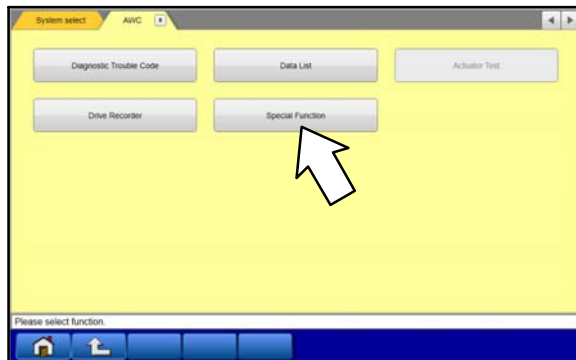 System select AWC x
Diagnostic Trouble Code Data List Actuator Test
Drive Recorder Special Function
Please select function.